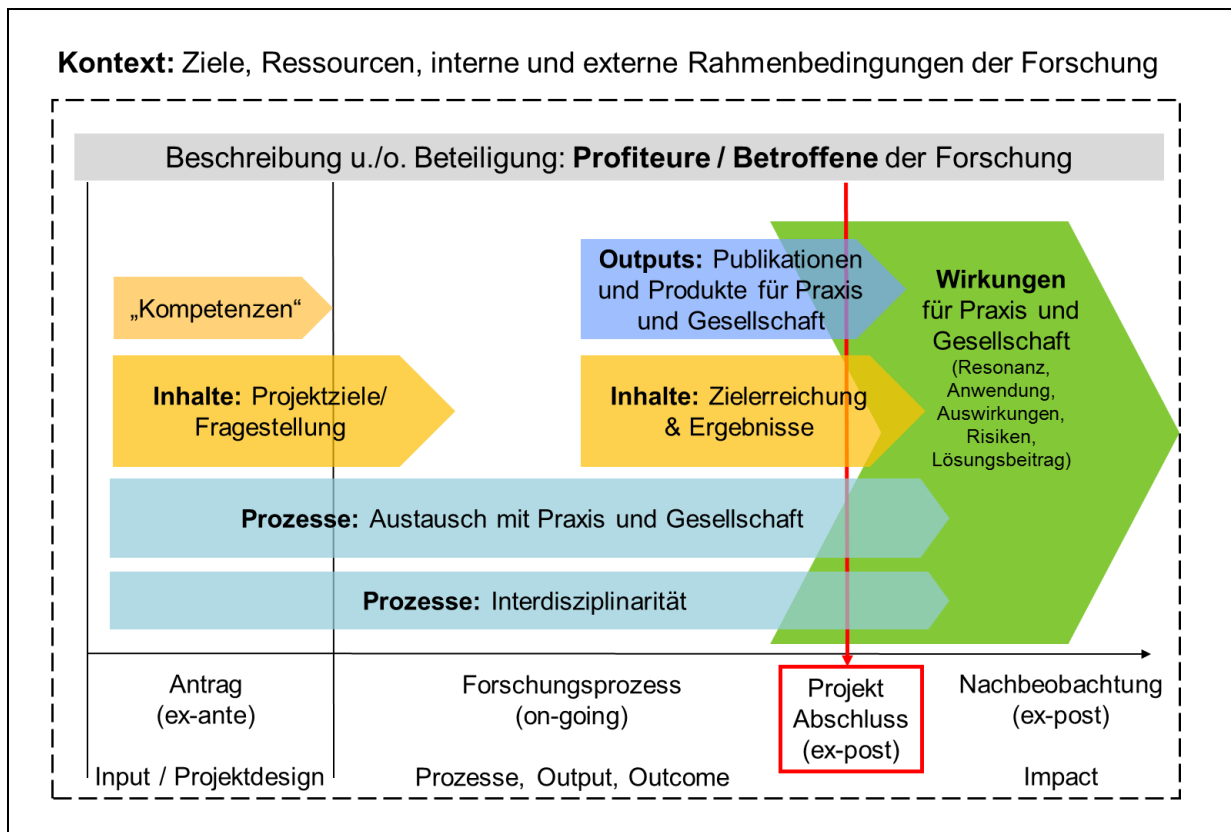 Kontext: Ziele, Ressourcen, interne und externe Rahmenbedingungen der Forschung
Beschreibung u./o. Beteiligung: Profiteure / Betroffene der Forschung
„Kompetenzen“
Outputs: Publikationen
und Produkte für Praxis
und Gesellschaft
Wirkungen
für Praxis und
Gesellschaft
(Resonanz,
Anwendung,
Auswirkungen,
Risiken,
Lösungsbeitrag)
Inhalte: Projektziele/
Fragestellung
Inhalte: Zielerreichung
& Ergebnisse
Prozesse: Austausch mit Praxis und Gesellschaft
Prozesse: Interdisziplinarität
Antrag
(ex-ante)
Forschungsprozess
(on-going)
Projekt
Abschluss
(ex-post)
Nachbeobachtung
(ex-post)
Input / Projektdesign
Prozesse, Output, Outcome
Impact